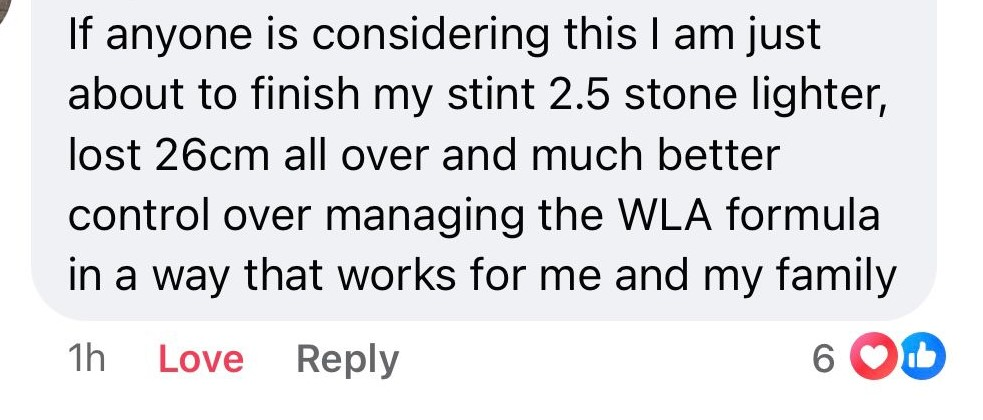 If anyone is considering this I am just
about to finish my stint 2.5 stone lighter,
lost 26cm all over and much better
control over managing the WLA formula
in a way that works for me and my family
1h Love Reply 6